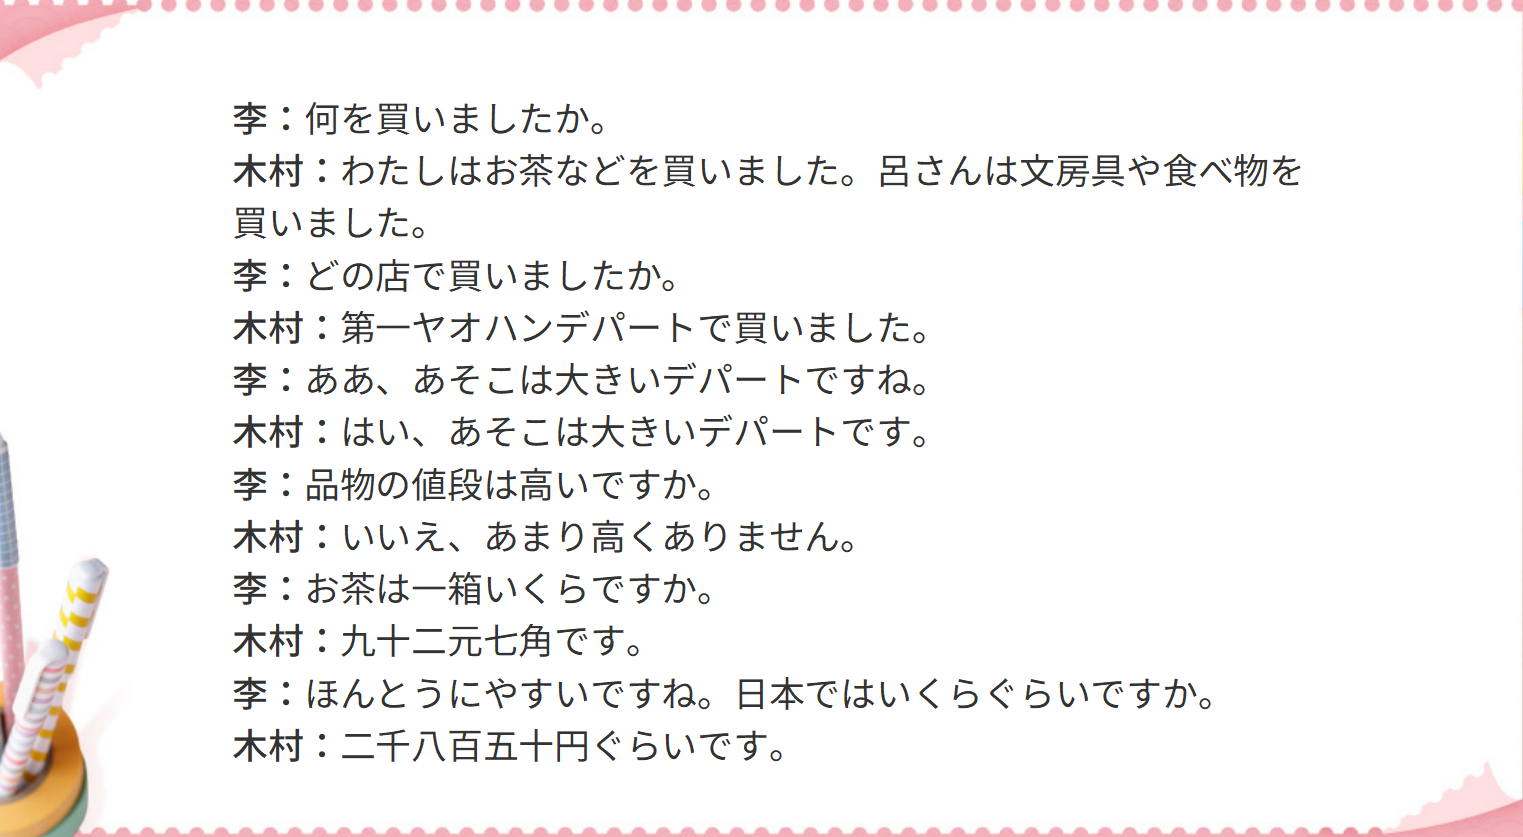 李：何を買いましたか。
木村：わたしはお茶などを買いました。呂さんは文房具や食べ物を
買いました。
李：どの店で買いましたか。
木村：第一ヤオハンデパートで買いました。
李：ああ、あそこは大きいデパートですね。
木村：はい、あそこは大きいデパートです。
李：品物の値段は高いですか。
木村：いいえ、あまり高くありません。
李：お茶は一箱いくらですか。
木村：九十二元七角です。
李：ほんとうにやすいですね。日本ではいくらぐらいですか。
木村：二千八百五十円ぐらいです。